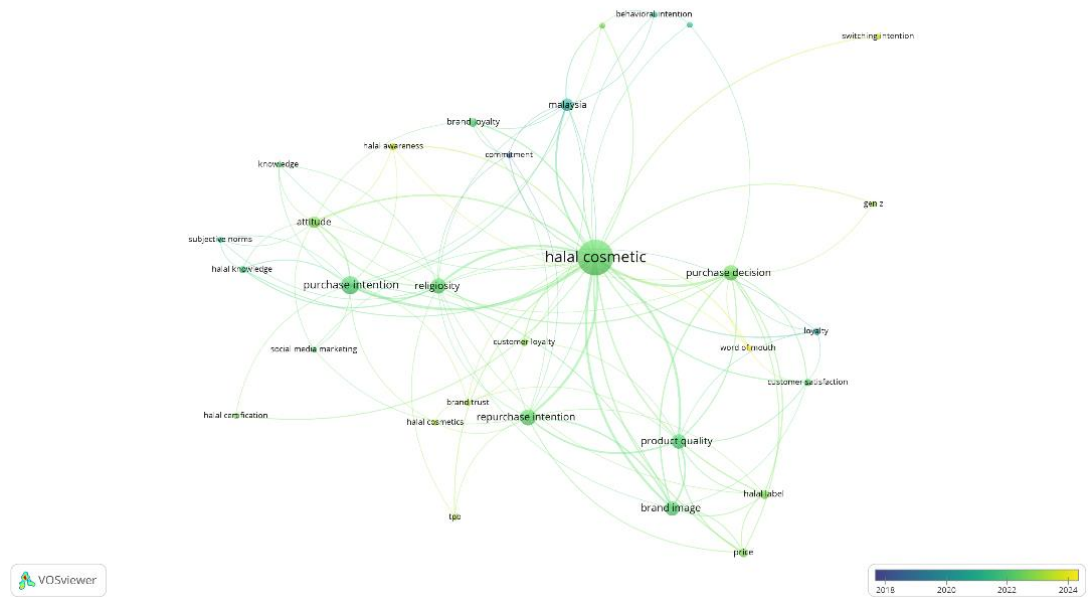 behavioral intention
switching intention
malaysia
brand loyalty
halal awareness
commitment
knowledge
gen z
attitude
subjective norms
halal cosmetic
halal knowledge
purchase decision
purchase intention
religiosity
loyalty
customer loyalty
word of mouth
social media marketing
customer satisfaction
brand trust
halal certification
repurchase intention
halal cosmetics
product quality
halal label
brand image
tpb
price
VOSviewer
2018 2020 2022 2024